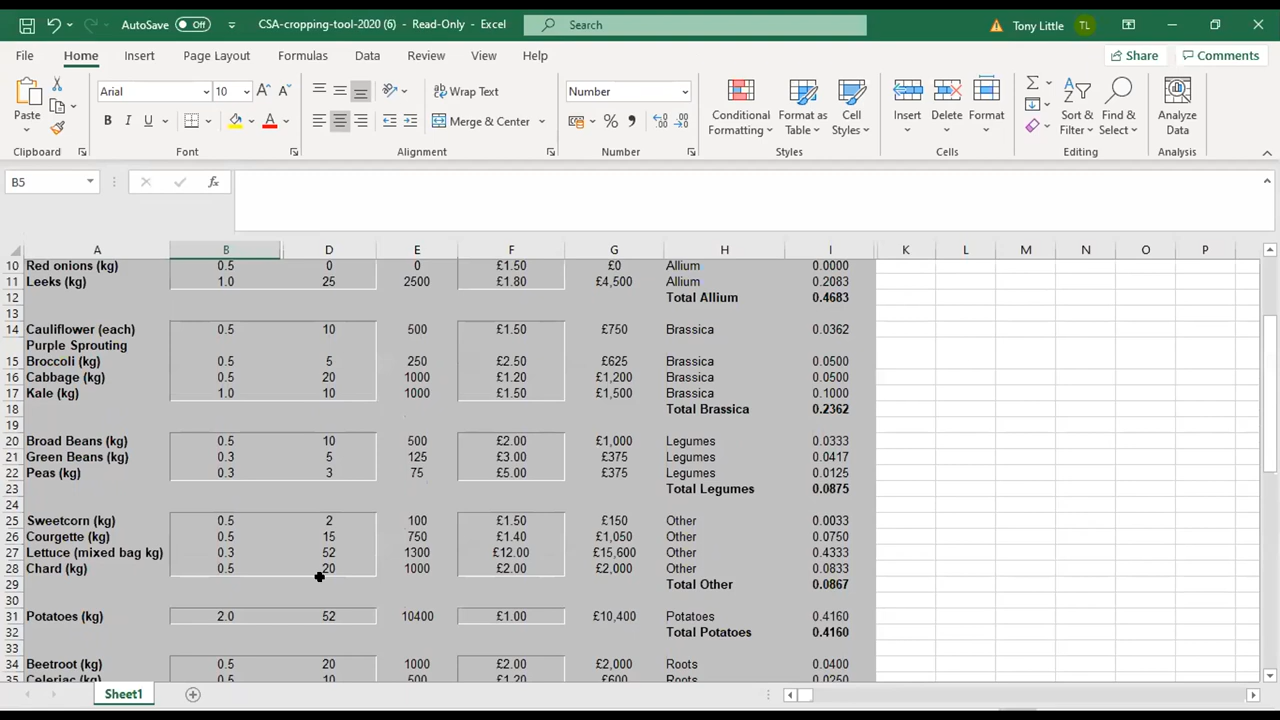 AutoSave Off CSA-cropping-tool-2020 (6) - Read-Only - Excel Search Tony Little TL
File Home Insert Page Layout Formulas Data Review View Help Share Comments
Arial 10 Wrap Text Number
Paste B I U Merge & Center Conditional Formatting Format as Table Cell Styles Insert Delete Format Sort & Filter Find & Select Analyze Data
Clipboard Font Alignment Number Styles Cells Editing Analysis
B5 fx
A B D E F G H I K L M N O P
10 Red onions (kg) 0.5 0 0 £1.50 £0 Allium 0.0000
11 Leeks (kg) 1.0 25 2500 £1.80 £4,500 Allium 0.2083
12 Total Allium 0.4683
13
14 Cauliflower (each) 0.5 10 500 £1.50 £750 Brassica 0.0362
Purple Sprouting
15 Broccoli (kg) 0.5 5 250 £2.50 £625 Brassica 0.0500
16 Cabbage (kg) 0.5 20 1000 £1.20 £1,200 Brassica 0.0500
17 Kale (kg) 1.0 10 1000 £1.50 £1,500 Brassica 0.1000
18 Total Brassica 0.2362
19
20 Broad Beans (kg) 0.5 10 500 £2.00 £1,000 Legumes 0.0333
21 Green Beans (kg) 0.3 5 125 £3.00 £375 Legumes 0.0417
22 Peas (kg) 0.3 3 75 £5.00 £375 Legumes 0.0125
23 Total Legumes 0.0875
24
25 Sweetcorn (kg) 0.5 2 100 £1.50 £150 Other 0.0033
26 Courgette (kg) 0.5 15 750 £1.40 £1,050 Other 0.0750
27 Lettuce (mixed bag kg) 0.3 52 1300 £12.00 £15,600 Other 0.4333
28 Chard (kg) 0.5 20 1000 £2.00 £2,000 Other 0.0833
29 Total Other 0.0867
30
31 Potatoes (kg) 2.0 52 10400 £1.00 £10,400 Potatoes 0.4160
32 Total Potatoes 0.4160
33
34 Beetroot (kg) 0.5 20 1000 £2.00 £2,000 Roots 0.0400
35 Celeriac (kg) 0.5 10 500 £1.20 £600 Roots 0.0250
Sheet1